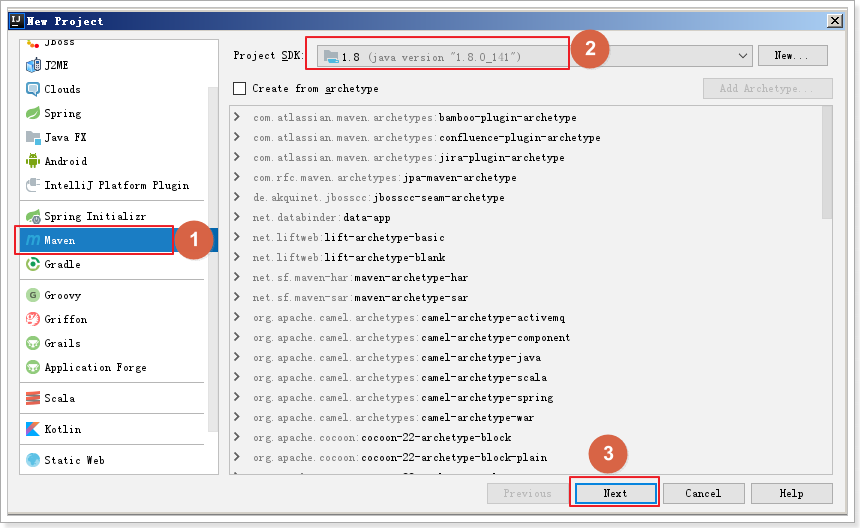 New Project
JBoss
J2ME
Clouds
Spring
Java FX
Android
IntelliJ Platform Plugin
Spring Initializr
Maven
1
Gradle
Groovy
Griffon
Grails
Application Forge
Scala
Kotlin
Static Web
Project SDK: 1.8 (java version "1.8.0_141") 2 New...
Create from archetype Add Archetype...
com.atlassian.maven.archetypes:bamboo-plugin-archetype
com.atlassian.maven.archetypes:confluence-plugin-archetype
com.atlassian.maven.archetypes:jira-plugin-archetype
com.rfc.maven.archetypes:jpa-maven-archetype
de.akquinet.jbosscc:jbosscc-seam-archetype
net.databinder:data-app
net.liftweb:lift-archetype-basic
net.liftweb:lift-archetype-blank
net.sf.maven-har:maven-archetype-har
net.sf.maven-sar:maven-archetype-sar
org.apache.camel.archetypes:camel-archetype-activemq
org.apache.camel.archetypes:camel-archetype-component
org.apache.camel.archetypes:camel-archetype-java
org.apache.camel.archetypes:camel-archetype-scala
org.apache.camel.archetypes:camel-archetype-spring
org.apache.camel.archetypes:camel-archetype-war
org.apache.cocoon:cocoon-22-archetype-block
org.apache.cocoon:cocoon-22-archetype-block-plain
3
Previous Next Cancel Help